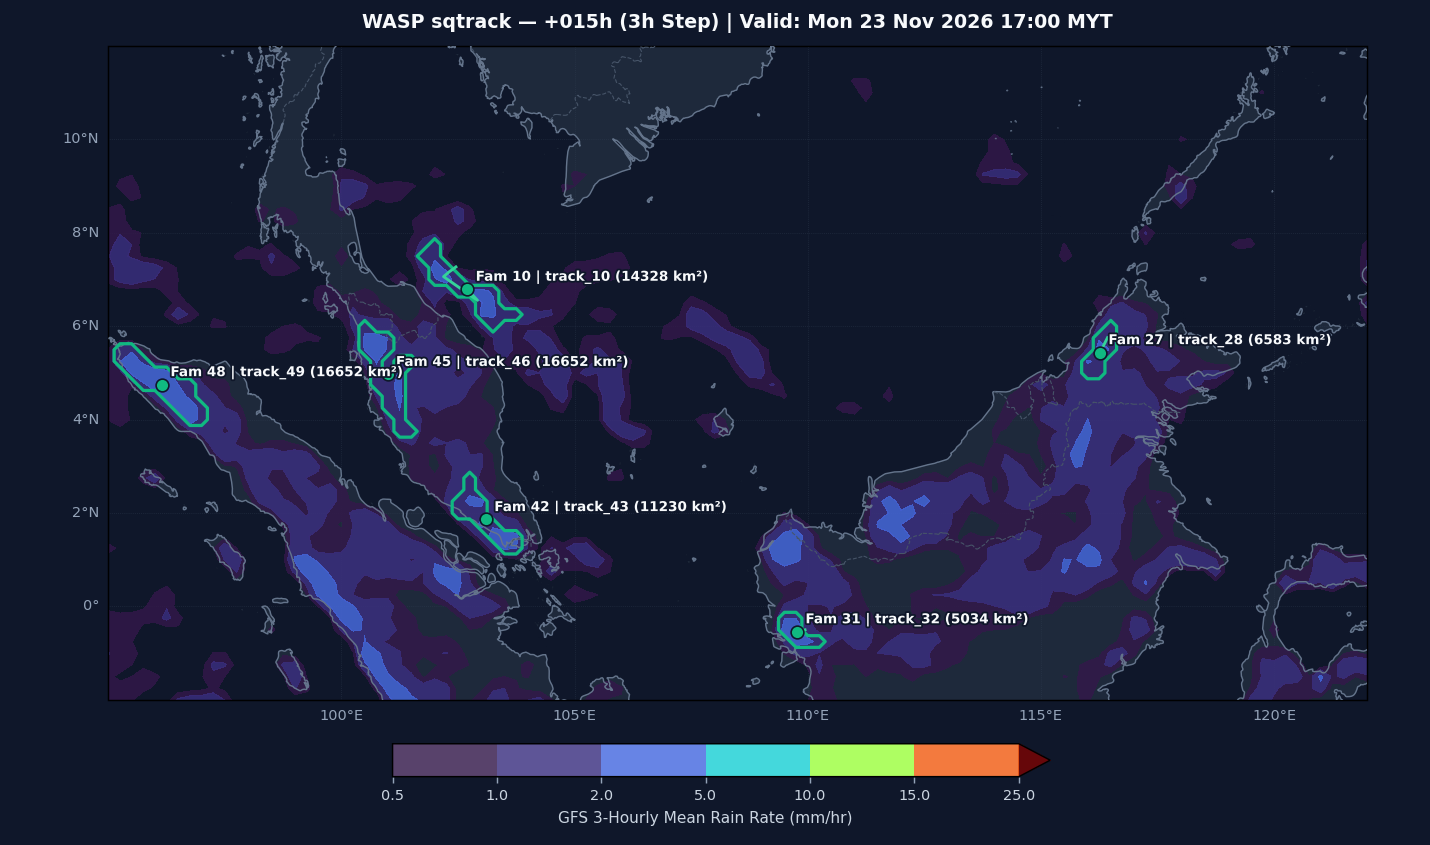 WASP sqtrack — +015h (3h Step) | Valid: Mon 23 Nov 2026 17:00 MYT
10°N
8°N
6°N
4°N
2°N
0°
Fam 10 | track_10 (14328 km²)
Fam 27 | track_28 (6583 km²)
Fam 45 | track_46 (16652 km²)
Fam 48 | track_49 (16652 km²)
Fam 42 | track_43 (11230 km²)
Fam 31 | track_32 (5034 km²)
100°E
105°E
110°E
115°E
120°E
0.5
1.0
2.0
5.0
10.0
15.0
25.0
GFS 3-Hourly Mean Rain Rate (mm/hr)